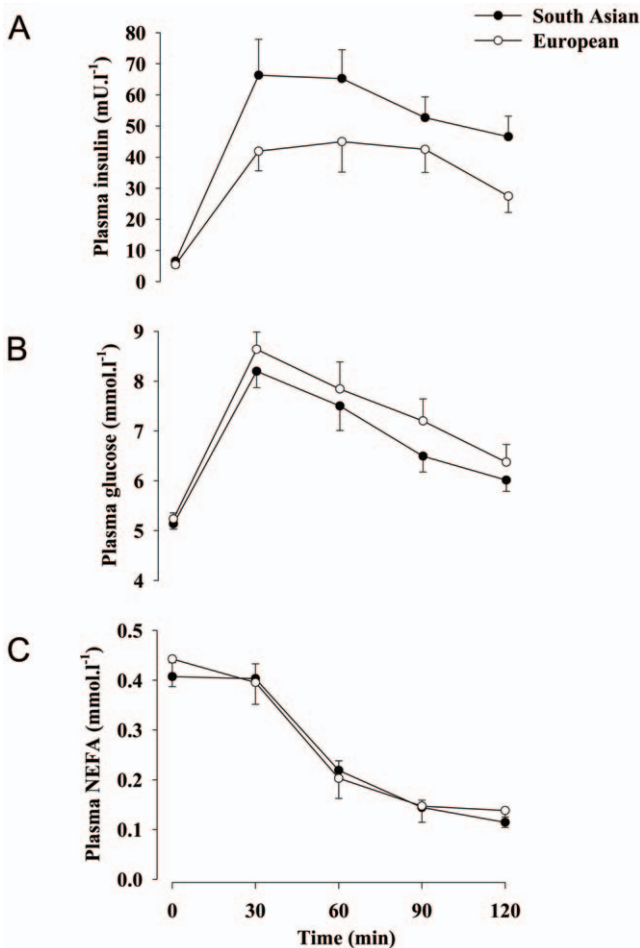 A
South Asian
European
Plasma insulin (mU.l⁻¹)
80
70
60
50
40
30
20
10
0
B
Plasma glucose (mmol.l⁻¹)
9
8
7
6
5
4
C
Plasma NEFA (mmol.l⁻¹)
0.5
0.4
0.3
0.2
0.1
0.0
0 30 60 90 120
Time (min)